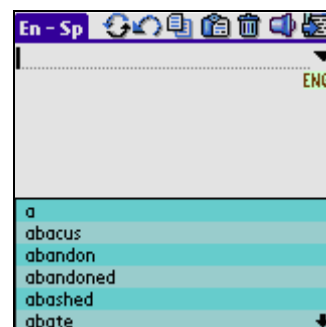 En - Sp
ENG
a
abacus
abandon
abandoned
abashed
abate